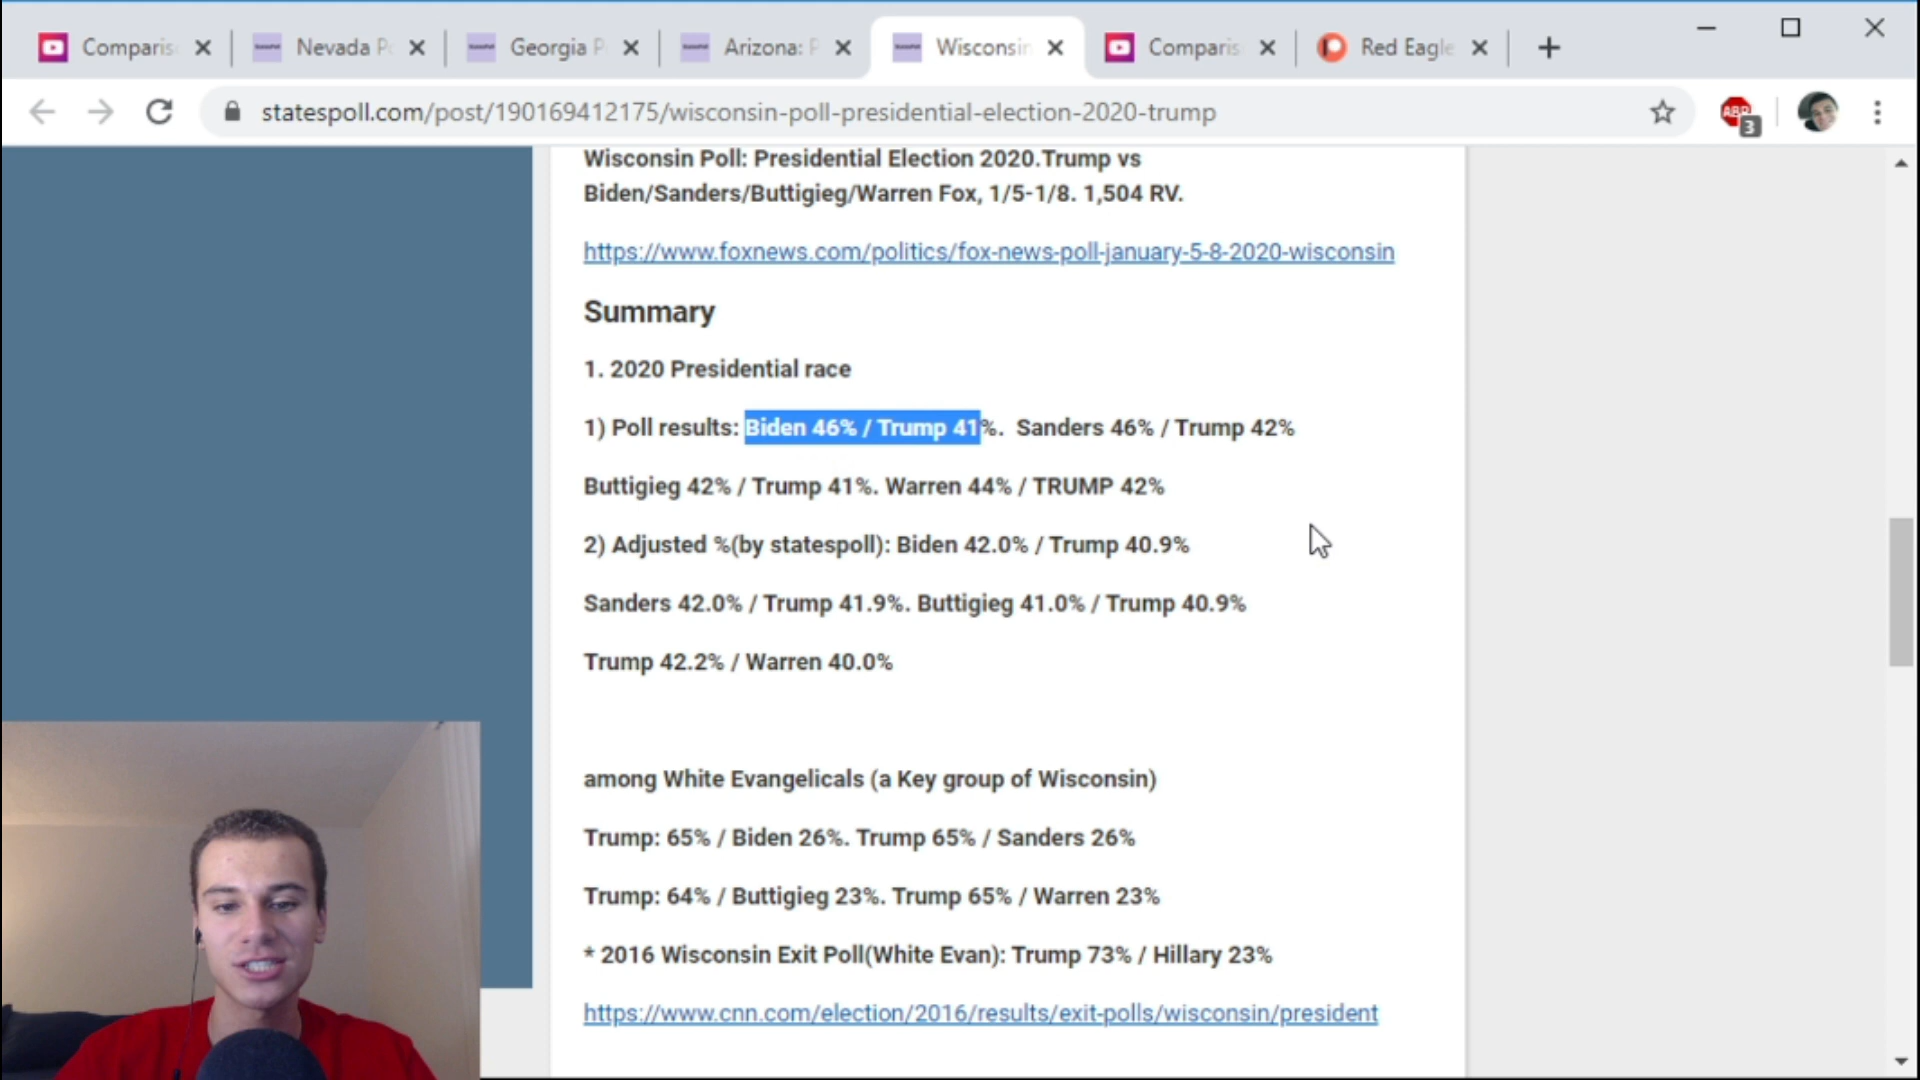 Comparis
Nevada P
Georgia P
Arizona: P
Wisconsin
Comparis
Red Eagle
statespoll.com/post/190169412175/wisconsin-poll-presidential-election-2020-trump
ABP
3
Wisconsin Poll: Presidential Election 2020.Trump vs
Biden/Sanders/Buttigieg/Warren Fox, 1/5-1/8. 1,504 RV.
https://www.foxnews.com/politics/fox-news-poll-january-5-8-2020-wisconsin
Summary
1. 2020 Presidential race
1) Poll results: Biden 46% / Trump 41%. Sanders 46% / Trump 42%
Buttigieg 42% / Trump 41%. Warren 44% / TRUMP 42%
2) Adjusted %(by statespoll): Biden 42.0% / Trump 40.9%
Sanders 42.0% / Trump 41.9%. Buttigieg 41.0% / Trump 40.9%
Trump 42.2% / Warren 40.0%
among White Evangelicals (a Key group of Wisconsin)
Trump: 65% / Biden 26%. Trump 65% / Sanders 26%
Trump: 64% / Buttigieg 23%. Trump 65% / Warren 23%
* 2016 Wisconsin Exit Poll(White Evan): Trump 73% / Hillary 23%
https://www.cnn.com/election/2016/results/exit-polls/wisconsin/president